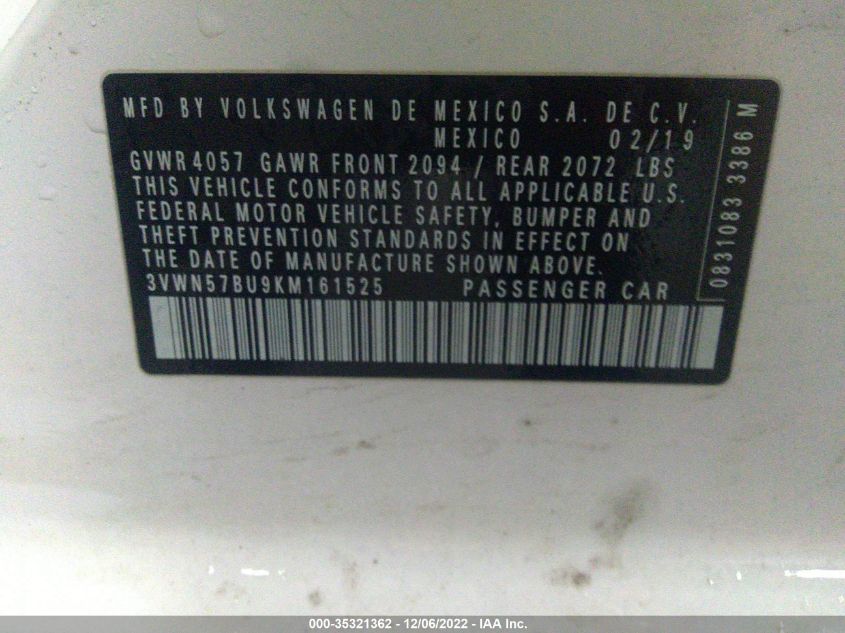 MFD BY VOLKSWAGEN DE MEXICO S.A. DE C.V.
MEXICO 02/19
GVWR 4057 GAWR FRONT 2094 / REAR 2072 LBS
THIS VEHICLE CONFORMS TO ALL APPLICABLE U.S.
FEDERAL MOTOR VEHICLE SAFETY, BUMPER AND
THEFT PREVENTION STANDARDS IN EFFECT ON
THE DATE OF MANUFACTURE SHOWN ABOVE.
3VWN57BU9KM161525 PASSENGER CAR
0831083 3386 M
000-35321362 - 12/06/2022 - IAA Inc.